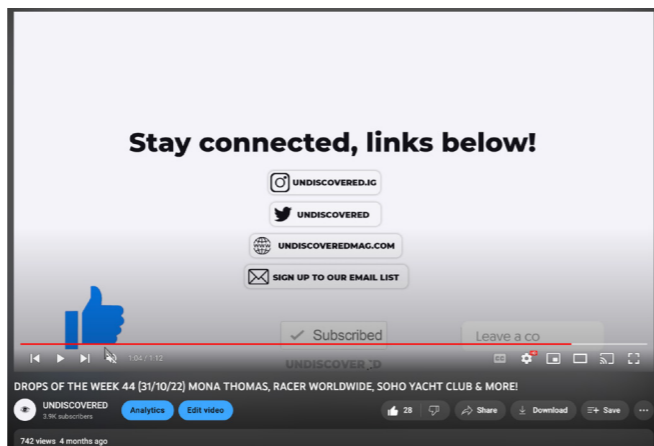 Stay connected, links below!
UNDISCOVERED.IG
UNDISCOVERED
UNDISCOVEREDMAG.COM
SIGN UP TO OUR EMAIL LIST
Subscribed
Leave a co
1:04 / 1:12
CC
UNDISCOVER
DROPS OF THE WEEK 44 (31/10/22) MONA THOMAS, RACER WORLDWIDE, SOHO YACHT CLUB & MORE!
UNDISCOVERED
3.9K subscribers
Analytics
Edit video
28
Share
Download
Save
742 views 4 months ago